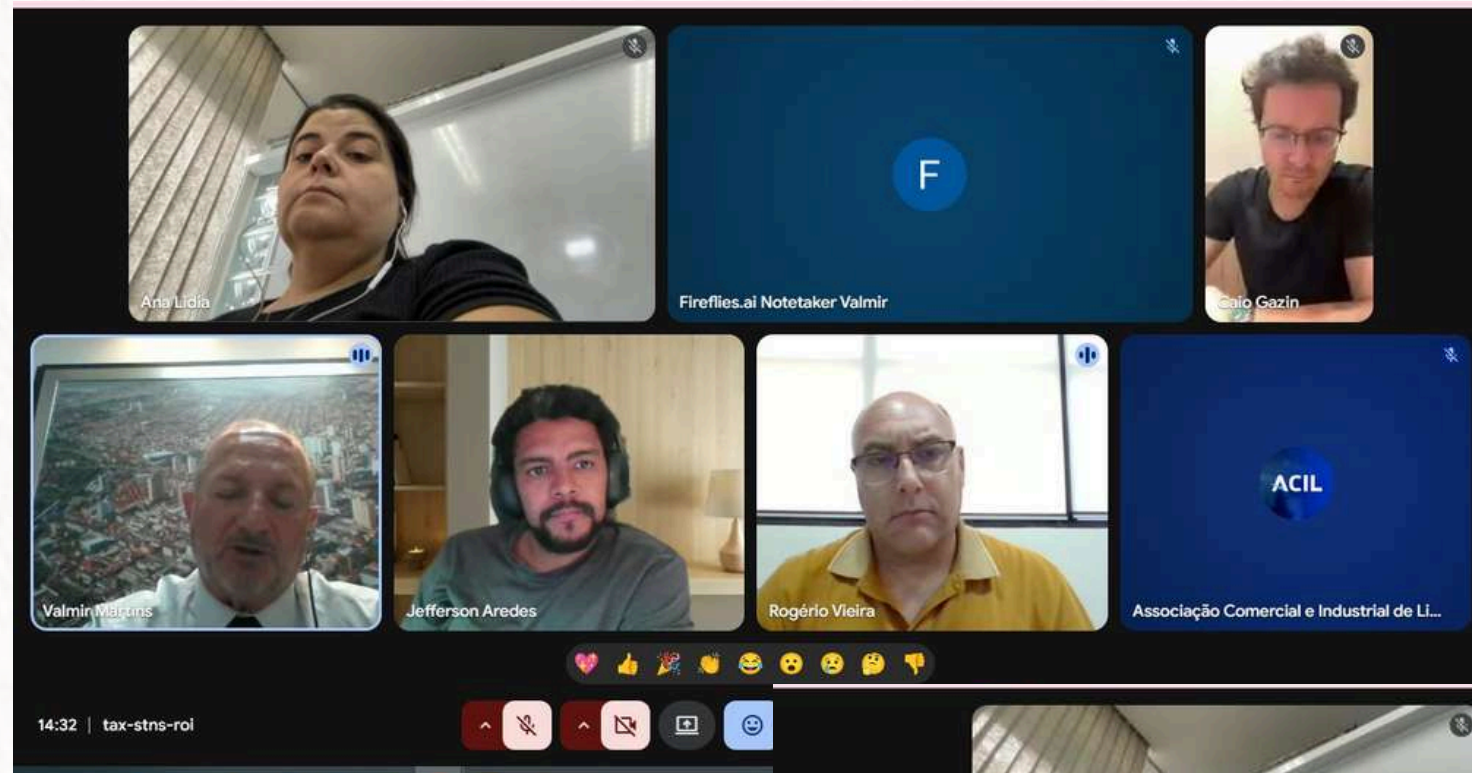 Ana Lidia
F
Fireflies.ai Notetaker Valmir
Caio Gazin
Valmir Martins
Jefferson Aredes
Rogério Vieira
ACIL
Associação Comercial e Industrial de Li...
14:32 | tax-stns-roi